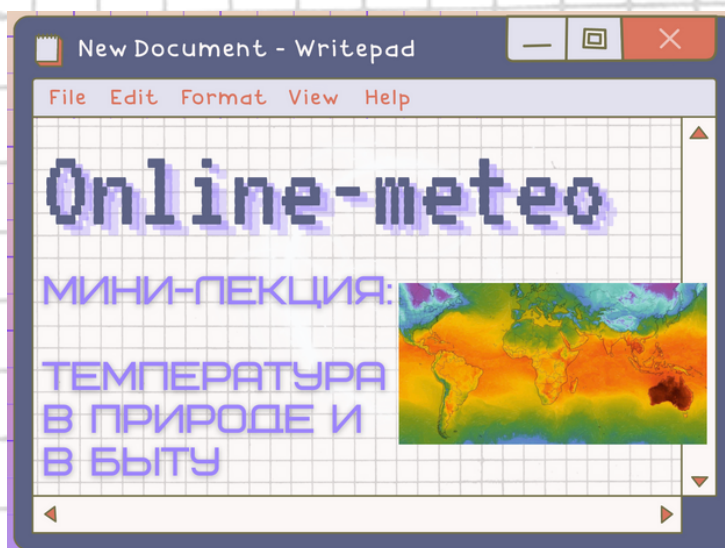 New Document - Writepad
File Edit Format View Help
Online-meteo
МИНИ-ЛЕКЦИЯ:
ТЕМПЕРАТУРА
В ПРИРОДЕ И
В БЫТУ